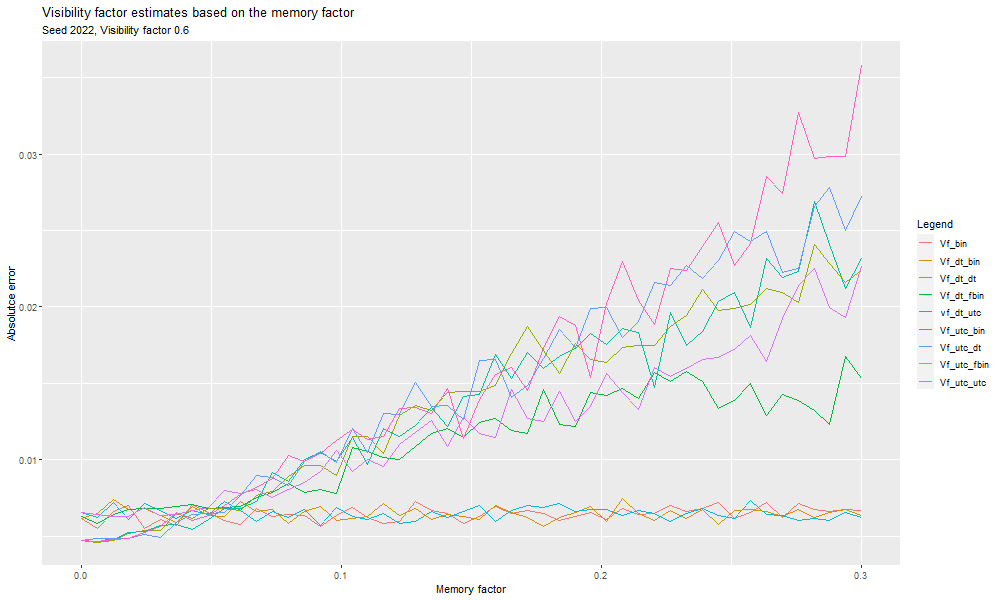 Visibility factor estimates based on the memory factor
Seed 2022, Visibility factor 0.6
Absolutce error
0.03
0.02
0.01
0.0
0.1
0.2
0.3
Memory factor
Legend
Vf_bin
Vf_dt_bin
Vf_dt_dt
Vf_dt_fbin
vf_dt_utc
Vf_utc_bin
Vf_utc_dt
Vf_utc_fbin
Vf_utc_utc